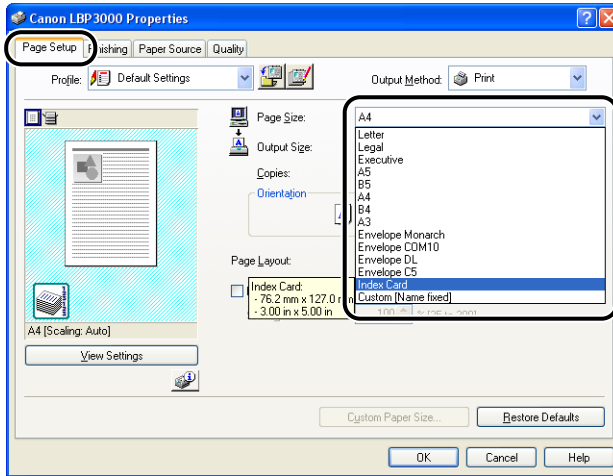 Canon LBP3000 Properties
Page Setup
ishing
Paper Source
Quality
Profile:
Default Settings
Output Method:
Print
Page Size:
A4
Output Size:
Copies:
Orientation
Letter
Legal
Executive
A5
B5
A4
B4
A3
Envelope Monarch
Envelope COM10
Envelope DL
Envelope C5
Index Card
Custom [Name fixed]
Page Layout:
Index Card:
- 76.2 mm x 127.0 m
- 3.00 in x 5.00 in
100
A4 [Scaling: Auto]
View Settings
Custom Paper Size...
Restore Defaults
OK
Cancel
Help